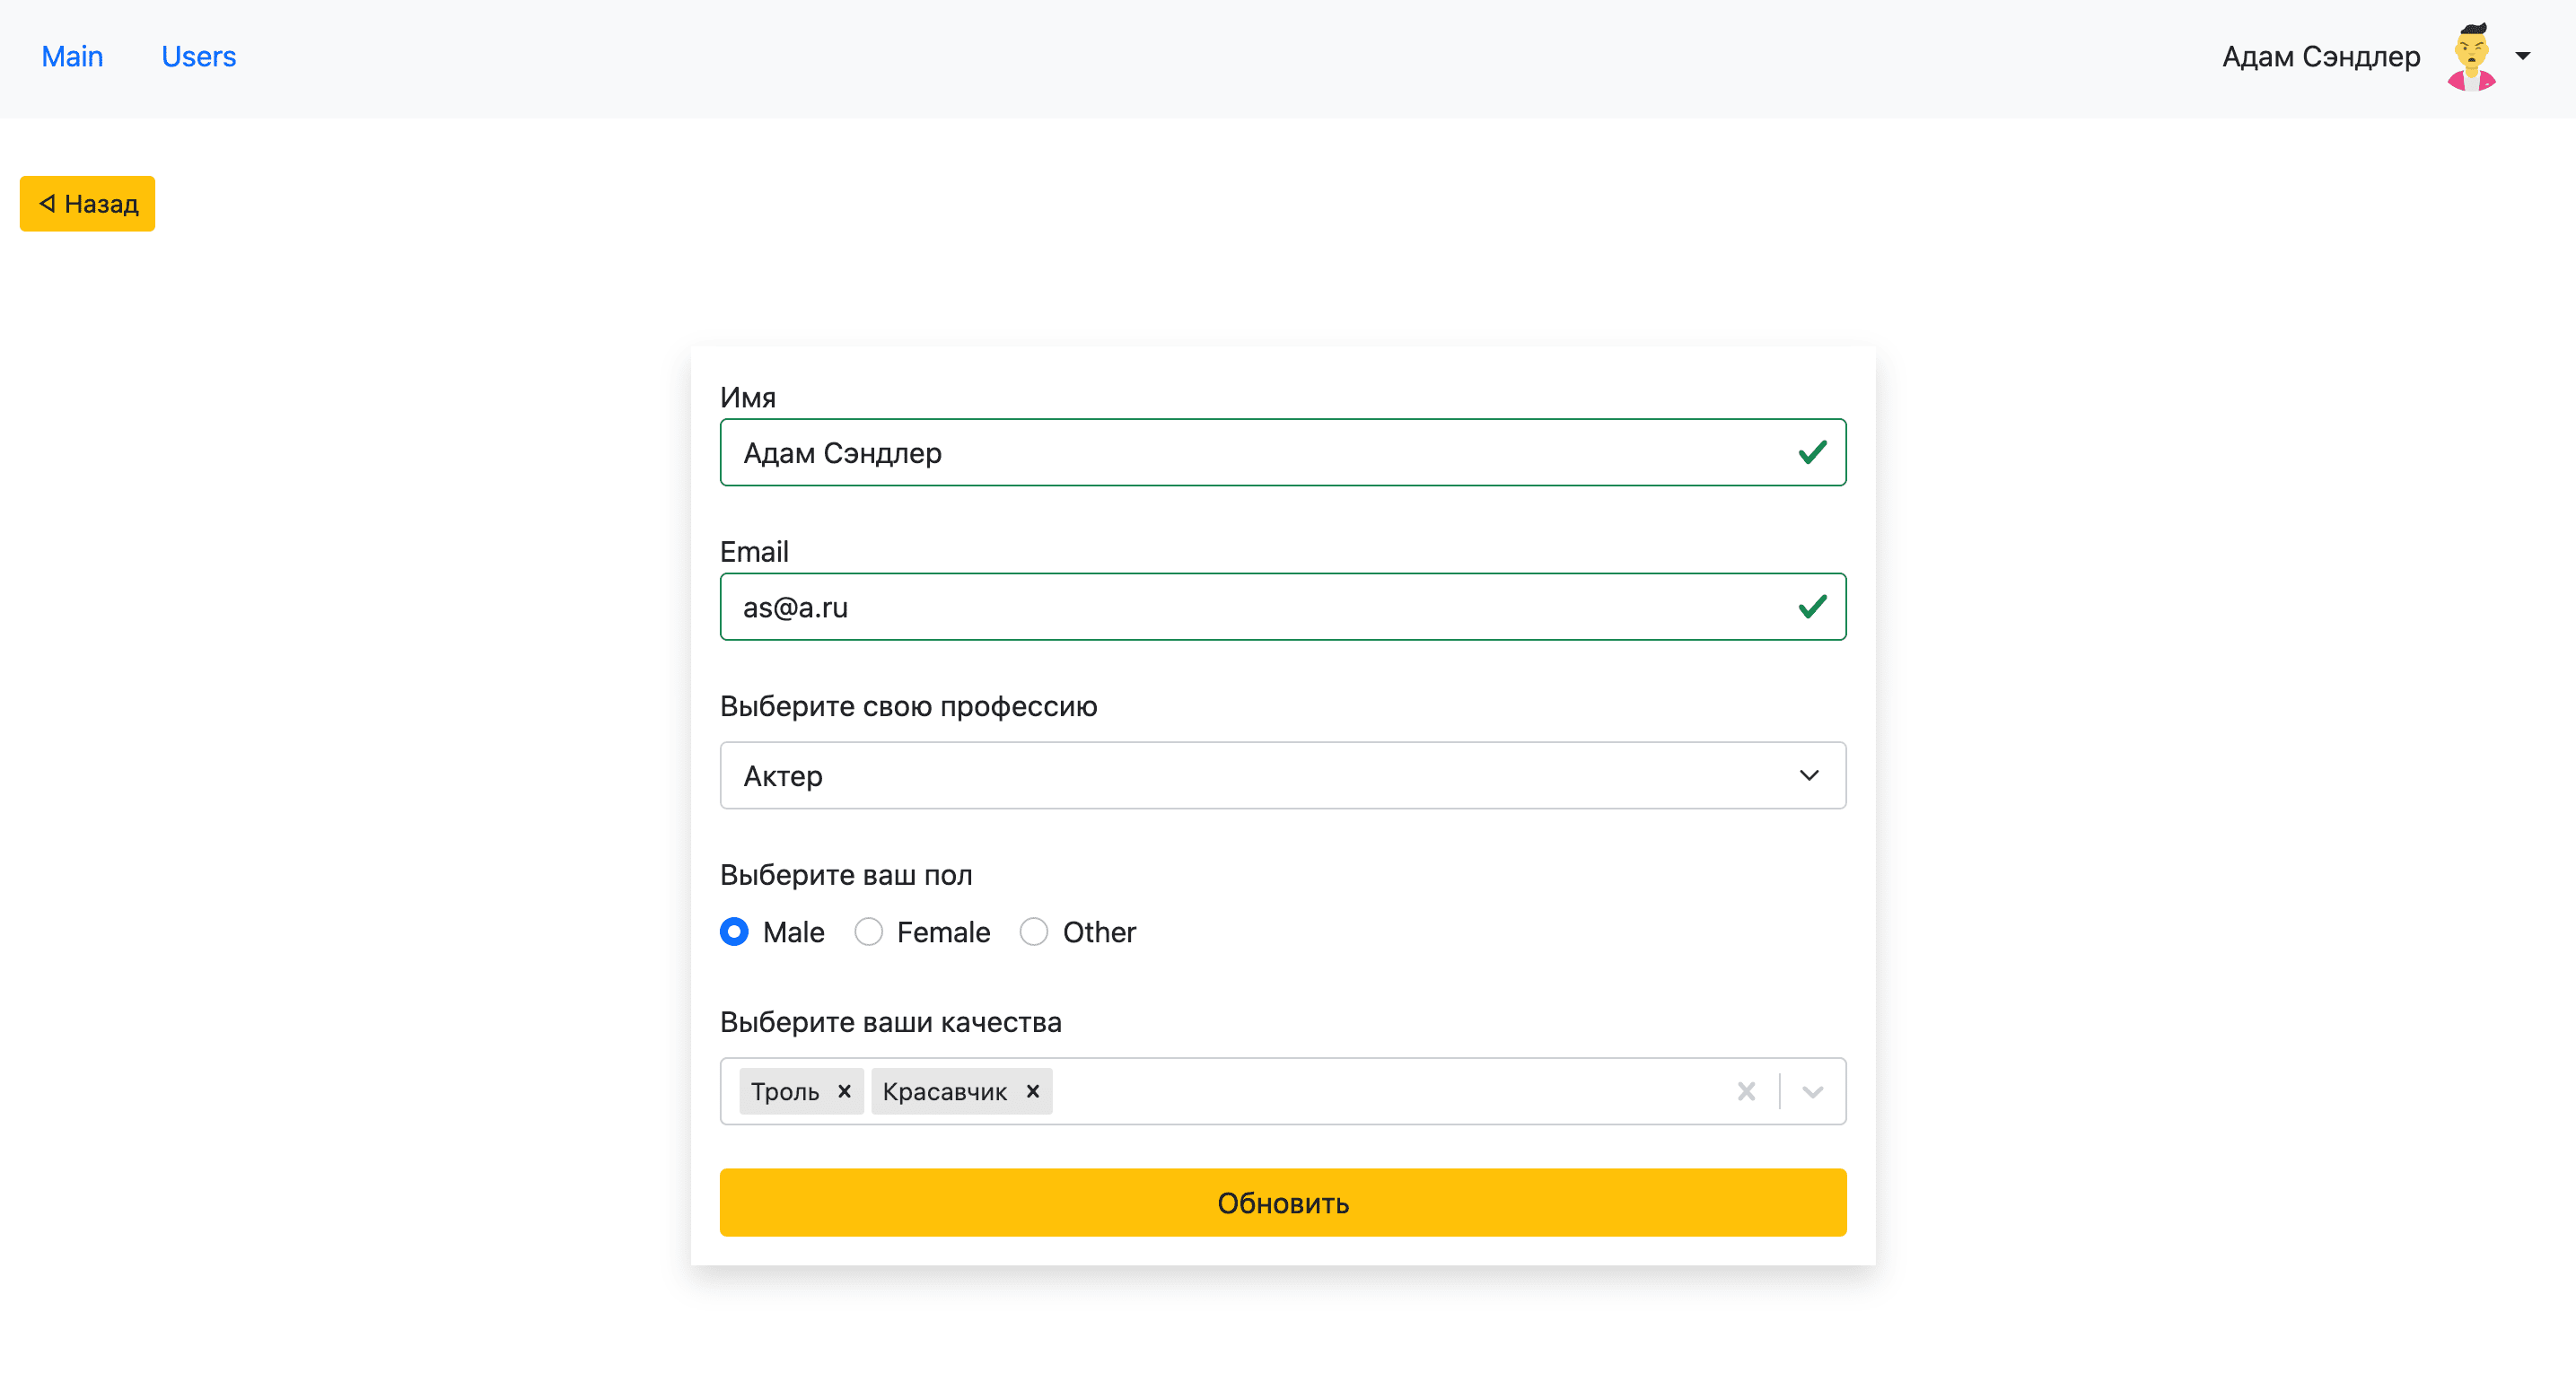 Main Users Адам Сэндлер
Назад
Имя
Адам Сэндлер
Email
as@a.ru
Выберите свою профессию
Актер
Выберите ваш пол
Male Female Other
Выберите ваши качества
Троль Красавчик
Обновить